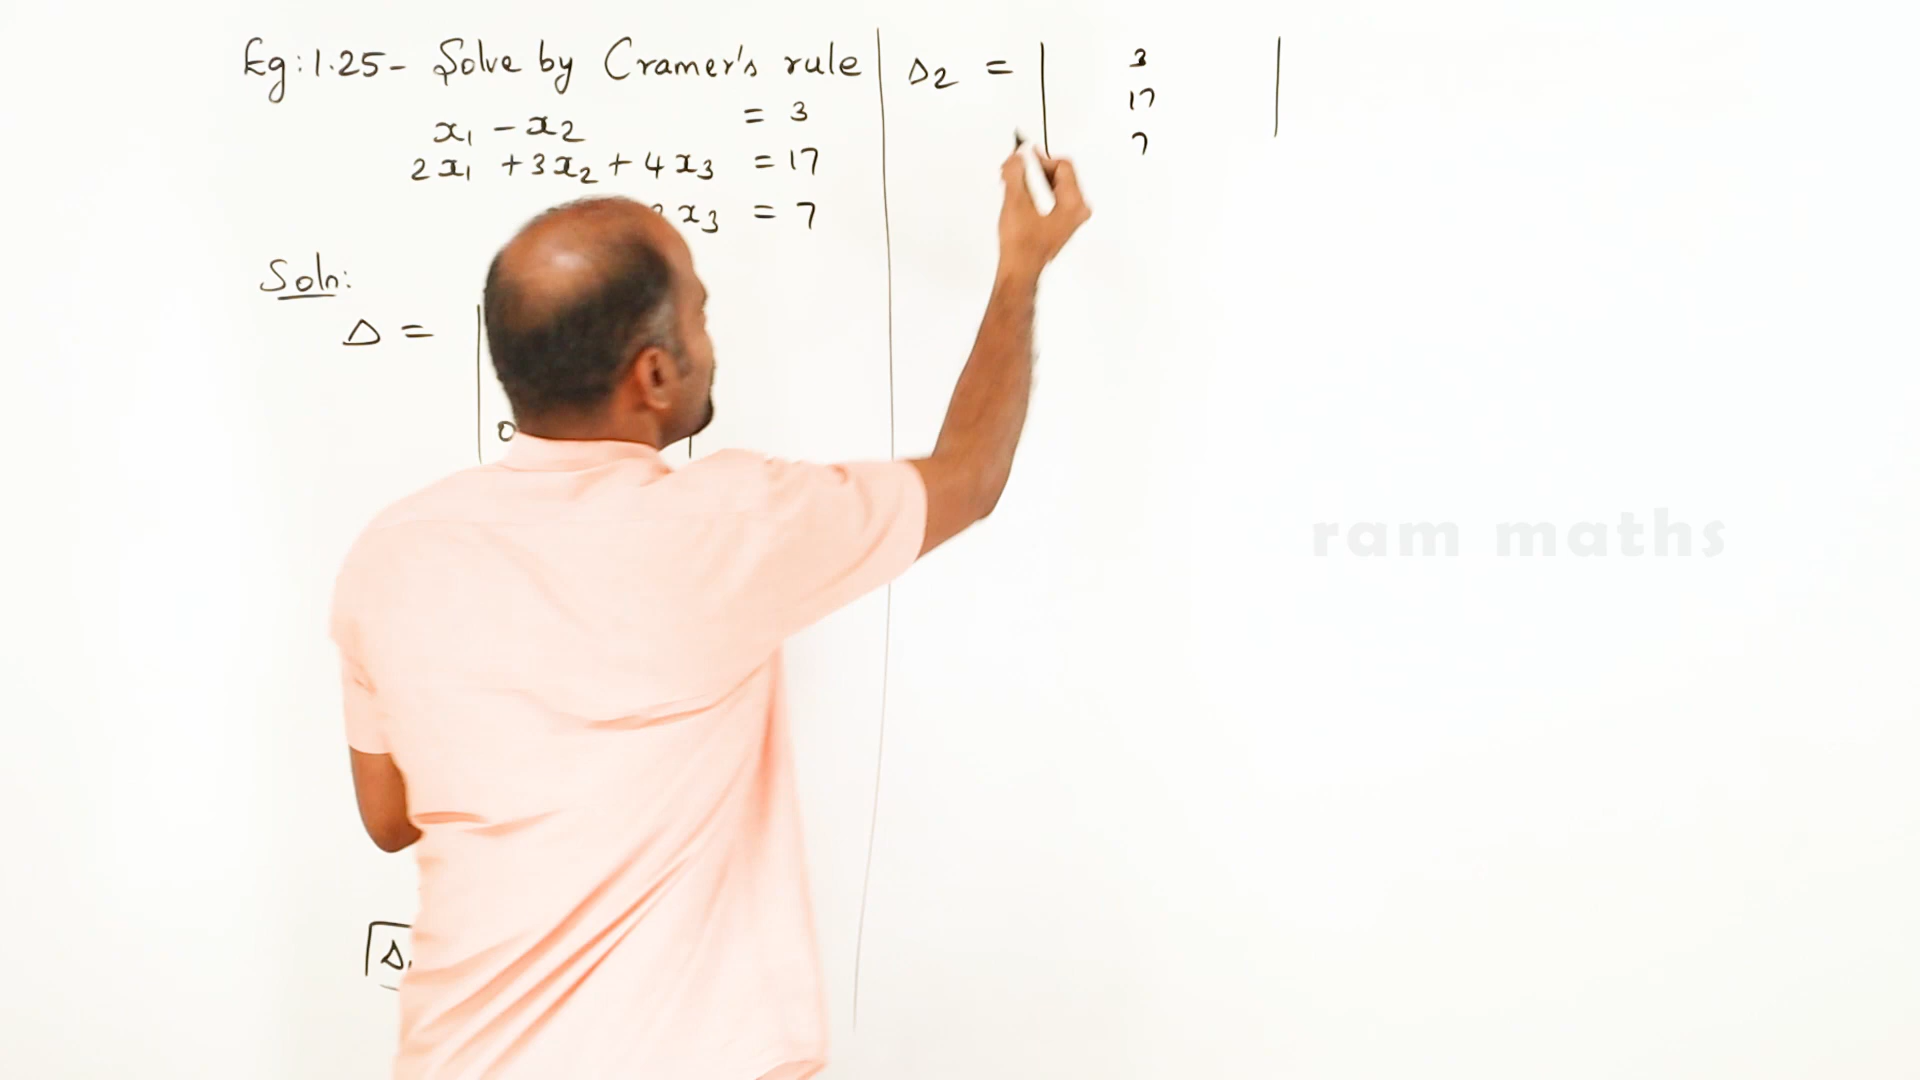 Eg:1.25- Solve by Cramer's rule
x₁ - x₂ = 3
2x₁ + 3x₂ + 4x₃ = 17
x₃ = 7
Soln:
Δ =
0
Δ₂ =
3
17
7
ram maths